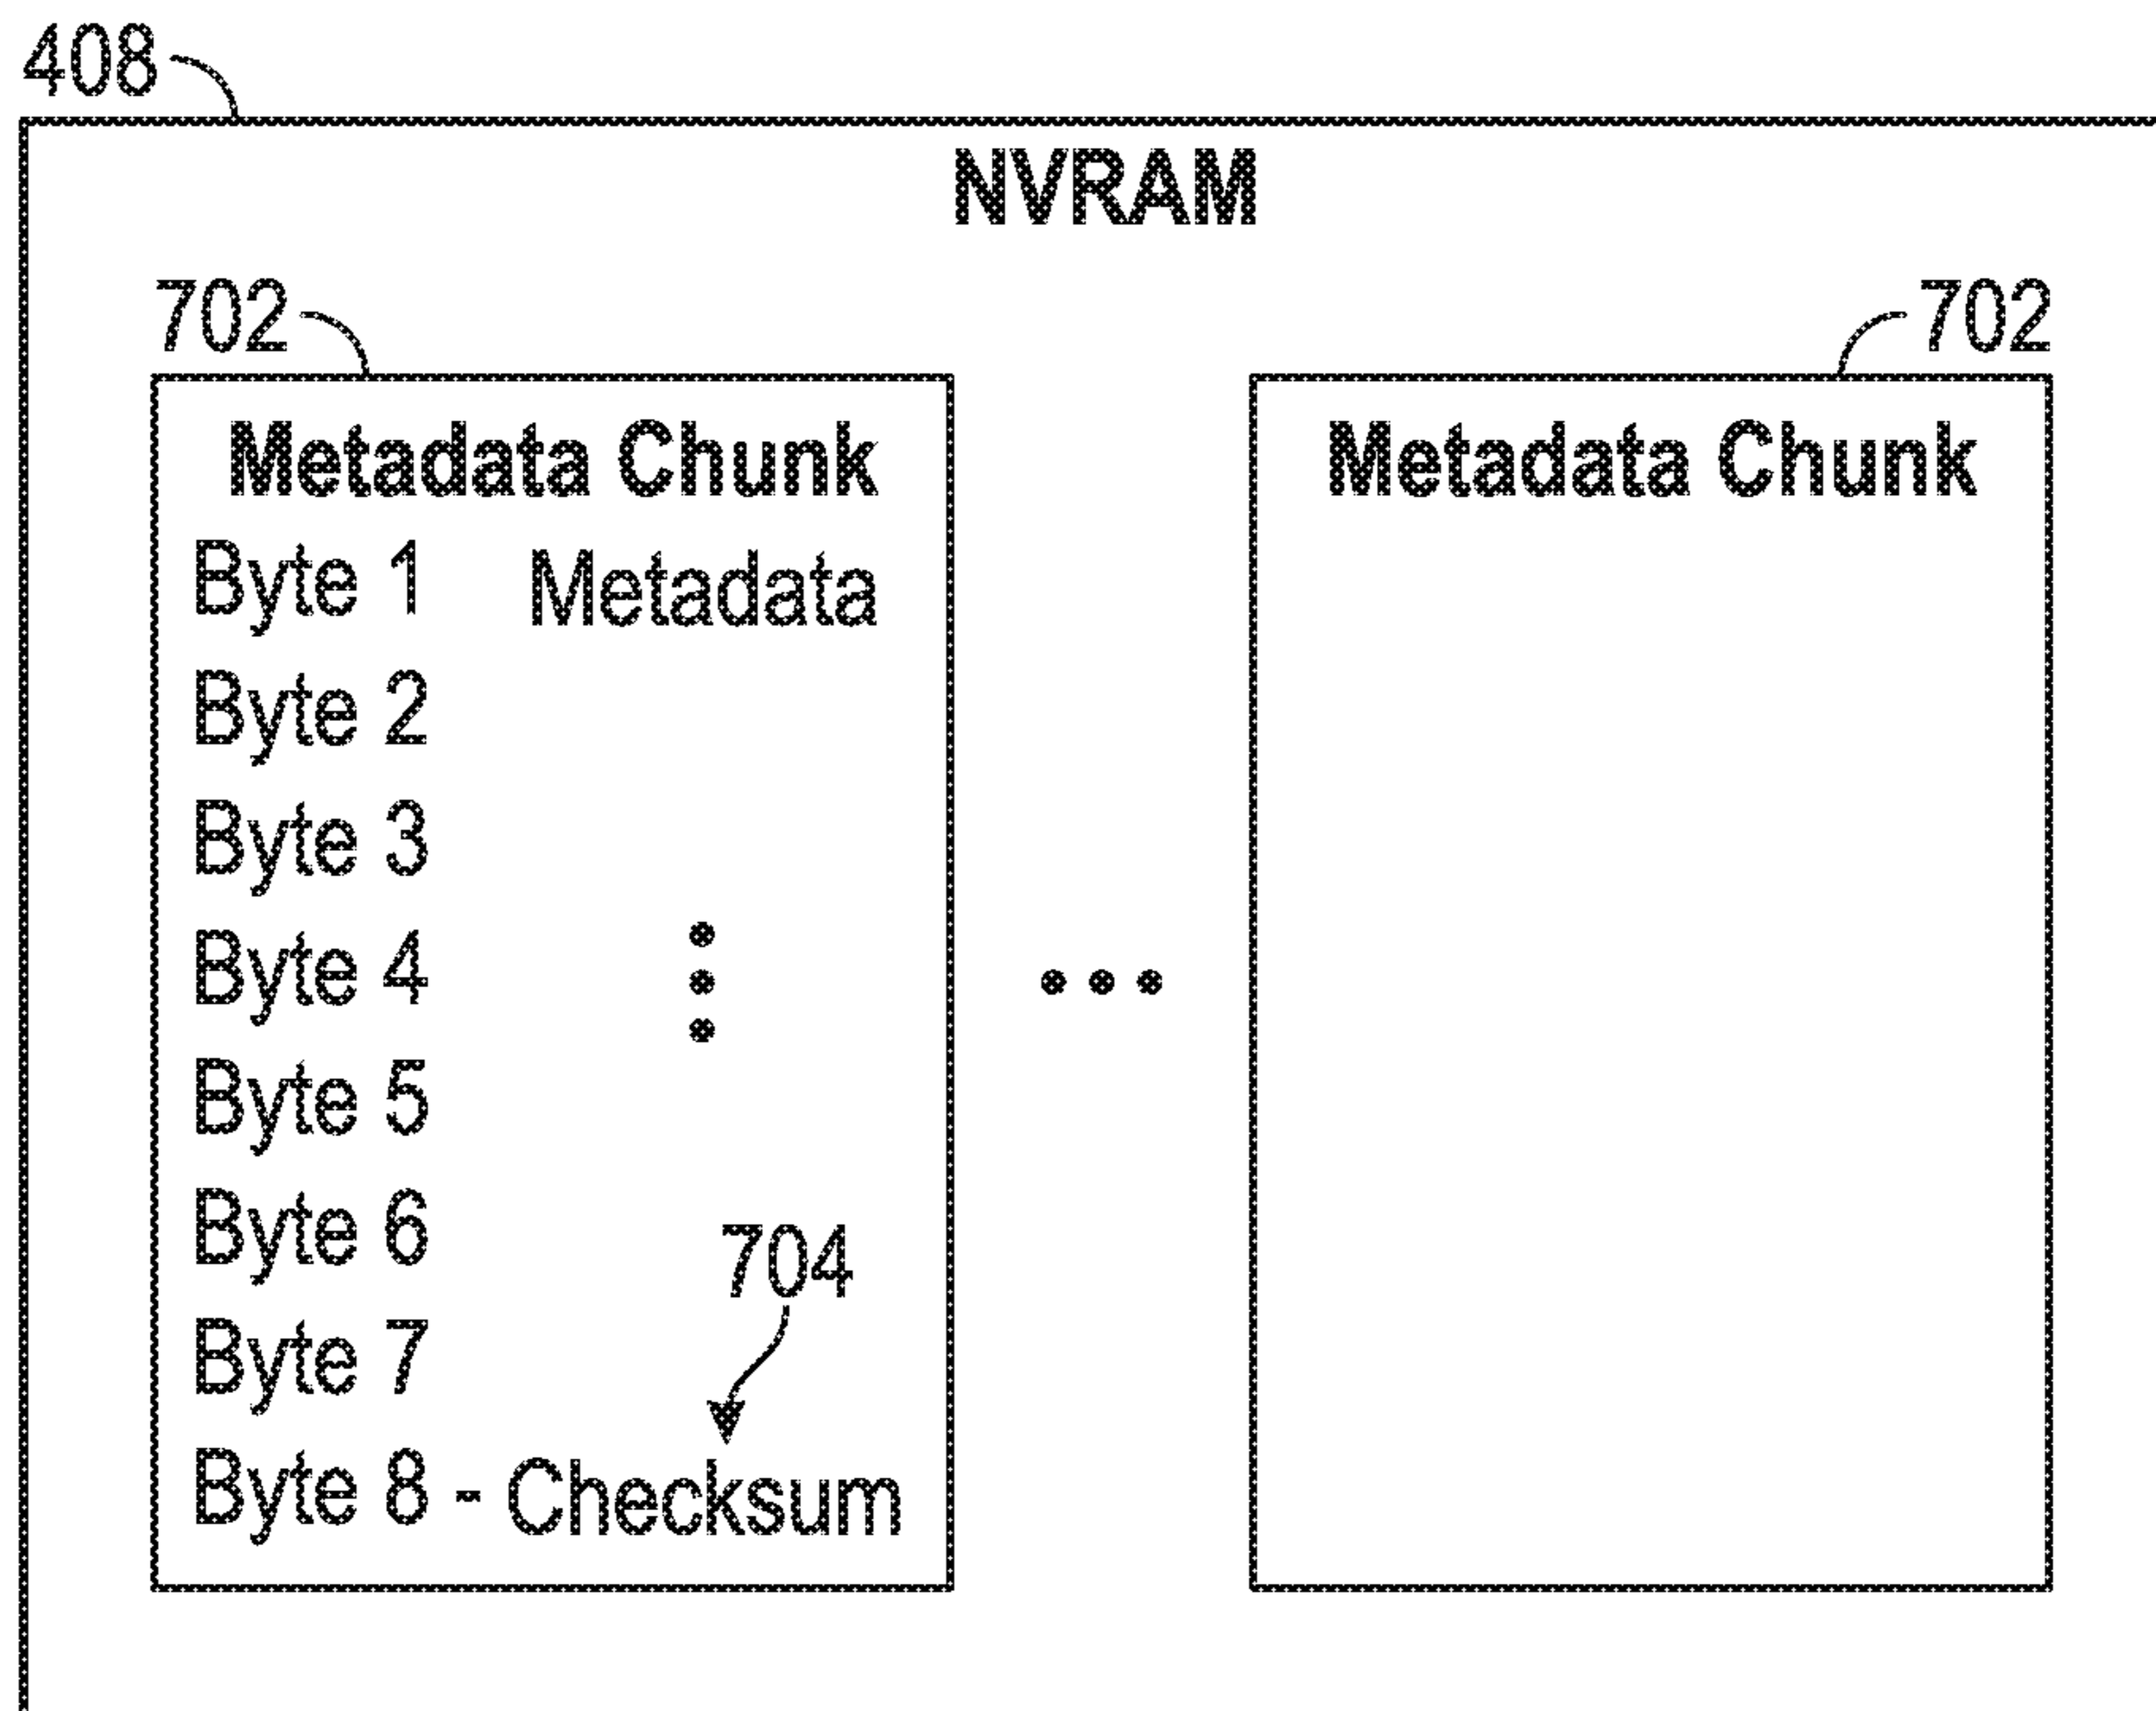 408
NVRAM
702
702
Metadata Chunk
Metadata Chunk
Byte 1 Metadata
Byte 2
Byte 3
Byte 4
Byte 5
Byte 6
704
Byte 7
Byte 8 - Checksum